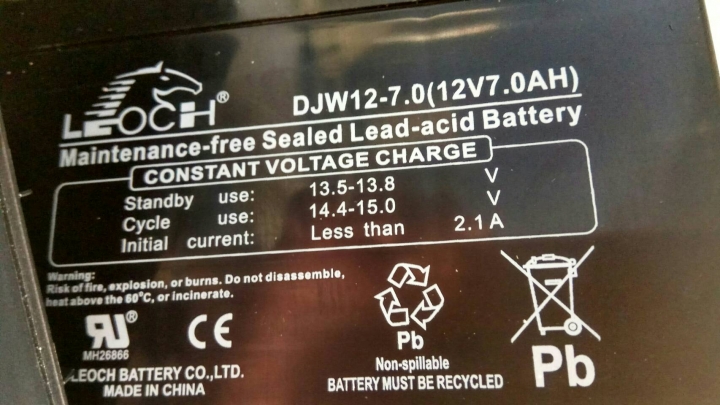 LEOCH®
DJW12-7.0(12V7.0AH)
Maintenance-free Sealed Lead-acid Battery
CONSTANT VOLTAGE CHARGE
Standby use: 13.5-13.8 V
Cycle use: 14.4-15.0 V
Initial current: Less than 2.1A
Warning:
Risk of fire, explosion, or burns. Do not disassemble,
heat above the 60°C, or incinerate.
RU®
MH26866
CE
LEOCH BATTERY CO.,LTD.
MADE IN CHINA
Pb
Non-spillable
BATTERY MUST BE RECYCLED
Pb